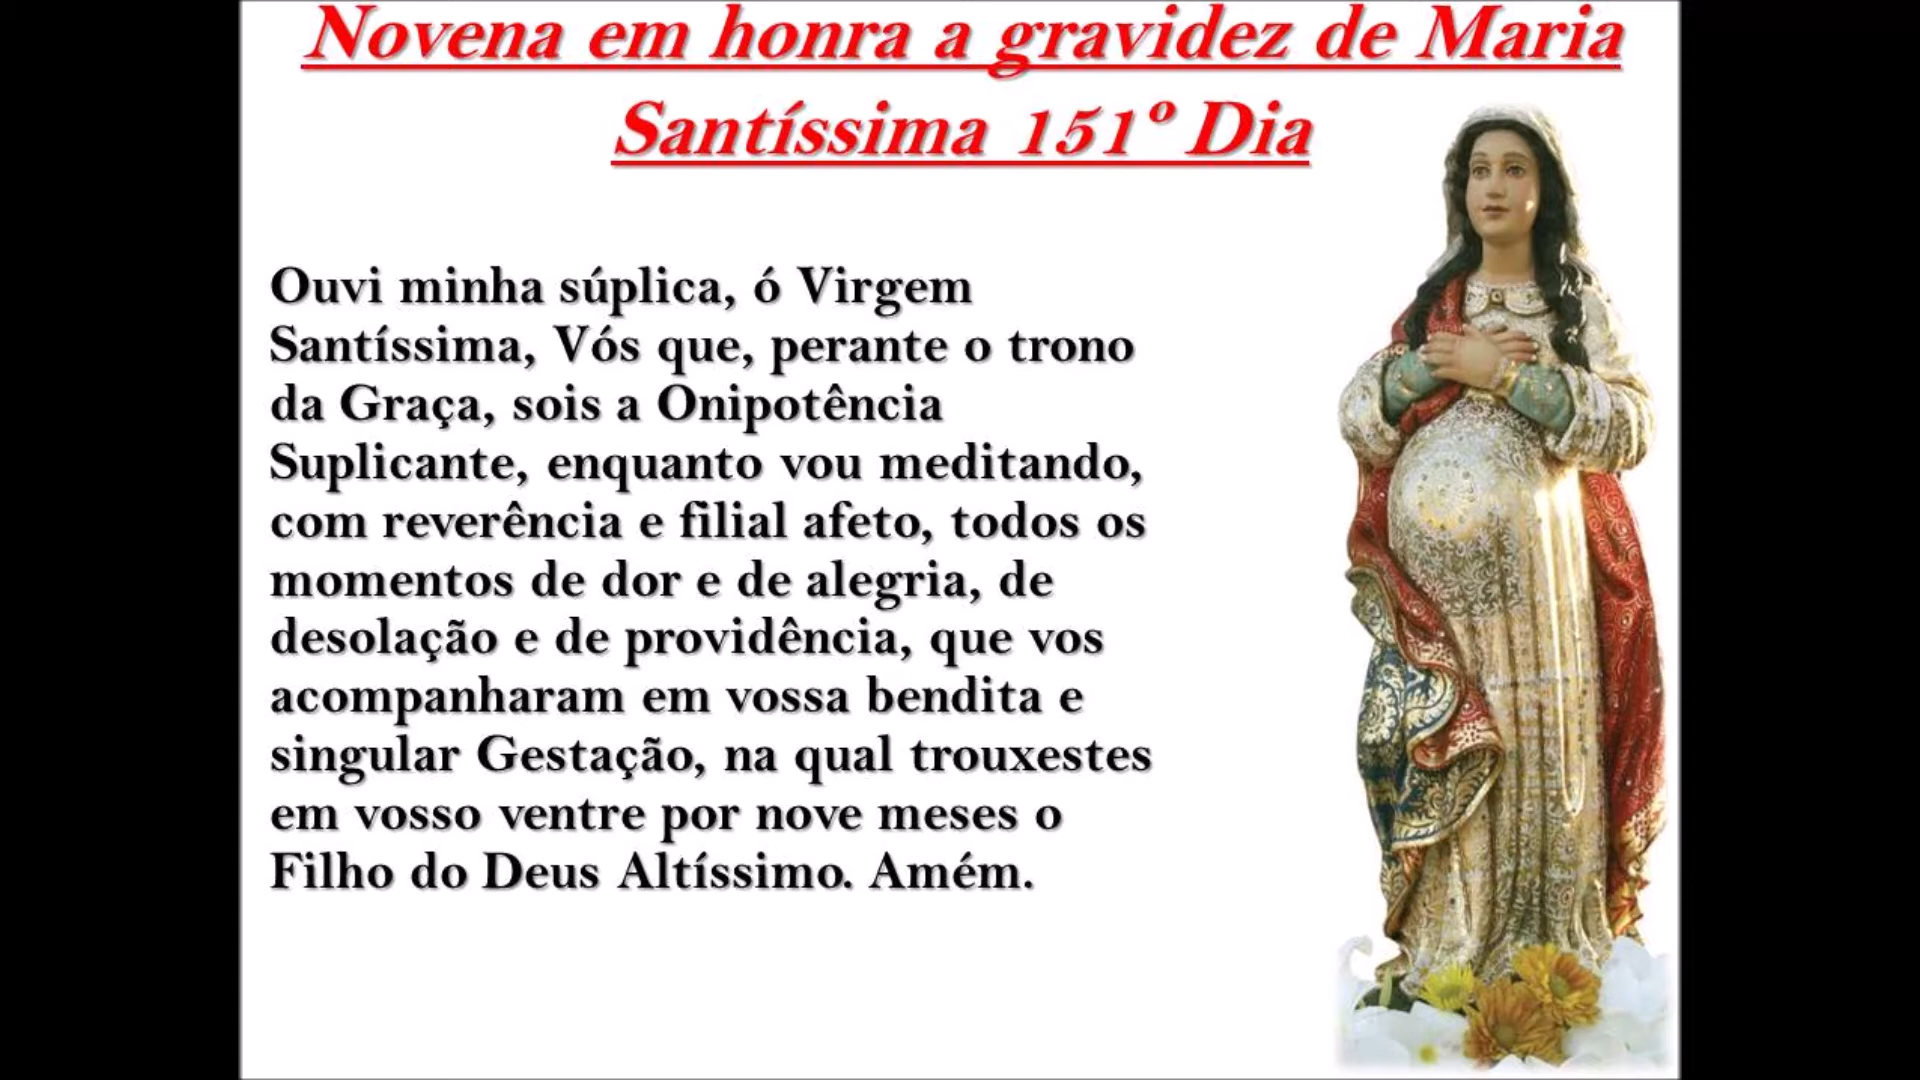 Novena em honra a gravidez de Maria
Santíssima 151º Dia
Ouvi minha súplica, ó Virgem
Santíssima, Vós que, perante o trono
da Graça, sois a Onipotência
Suplicante, enquanto vou meditando,
com reverência e filial afeto, todos os
momentos de dor e de alegria, de
desolação e de providência, que vos
acompanharam em vossa bendita e
singular Gestação, na qual trouxestes
em vosso ventre por nove meses o
Filho do Deus Altíssimo. Amém.